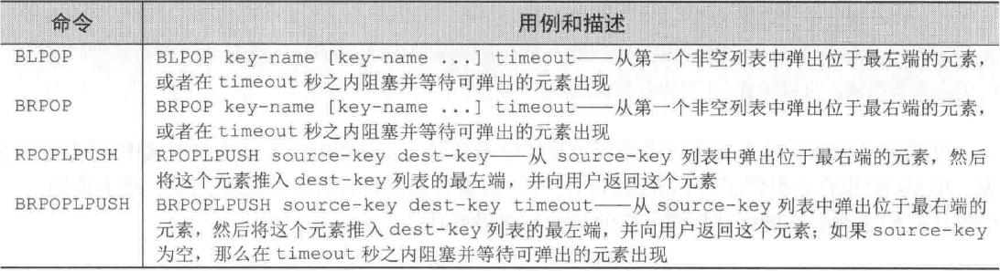 命令 用例和描述
BLPOP BLPOP key-name [key-name ...] timeout——从第一个非空列表中弹出位于最左端的元素，
或者在 timeout 秒之内阻塞并等待可弹出的元素出现
BRPOP BRPOP key-name [key-name ...] timeout——从第一个非空列表中弹出位于最右端的元素，
或者在 timeout 秒之内阻塞并等待可弹出的元素出现
RPOPLPUSH RPOPLPUSH source-key dest-key——从 source-key 列表中弹出位于最右端的元素，然后
将这个元素推入 dest-key 列表的最左端，并向用户返回这个元素
BRPOPLPUSH BRPOPLPUSH source-key dest-key timeout——从 source-key 列表中弹出位于最右端的
元素，然后将这个元素推入 dest-key 列表的最左端，并向用户返回这个元素；如果 source-key
为空，那么在 timeout 秒之内阻塞并等待可弹出的元素出现